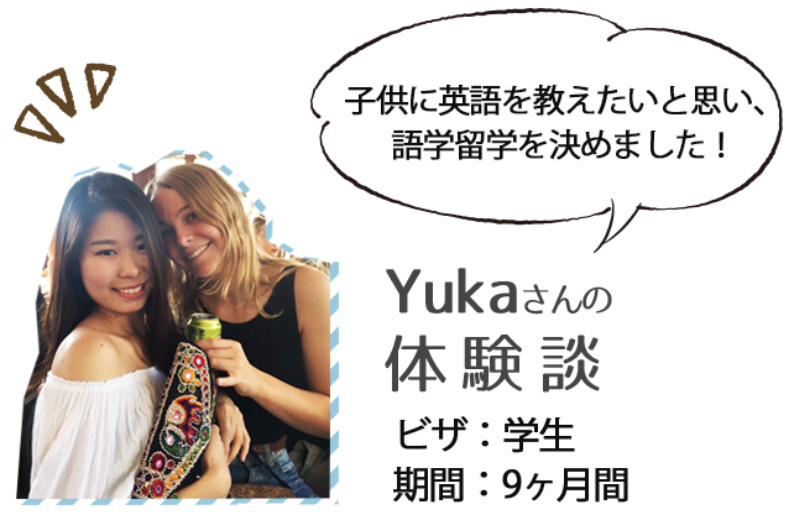 子供に英語を教えたいと思い、
語学留学を決めました！
Yukaさんの
体験談
ビザ：学生
期間：9ヶ月間